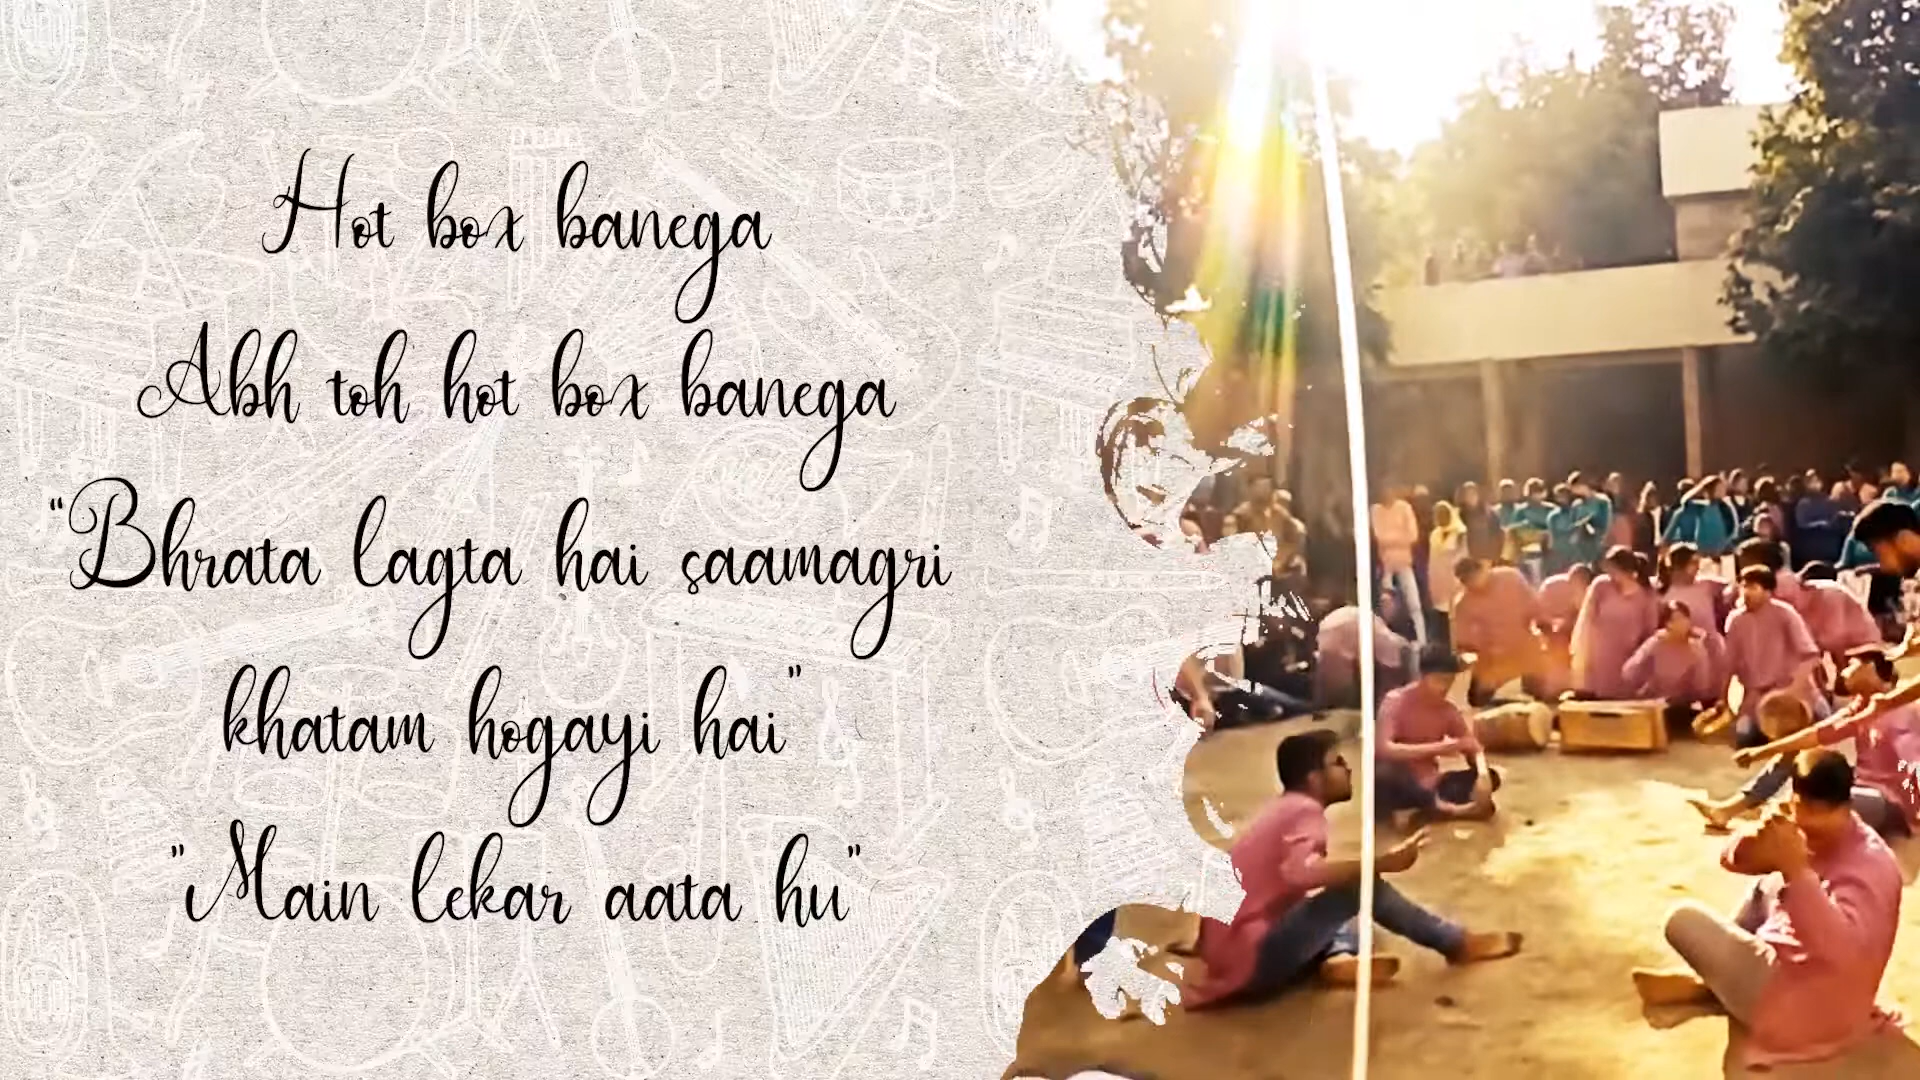 Hot box banega
Abh toh hot box banega
"Bhrata lagta hai saamagri
khatam hogayi hai"
"Main lekar aata hu"